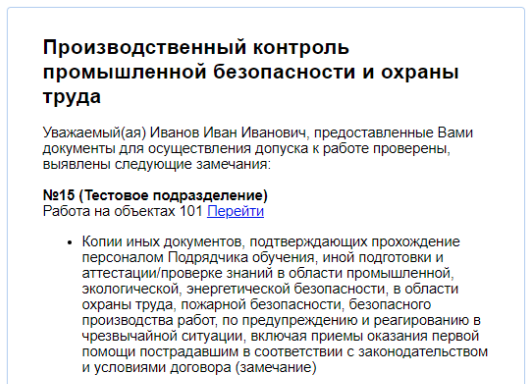 Производственный контроль
промышленной безопасности и охраны
труда
Уважаемый(ая) Иванов Иван Иванович, предоставленные Вами
документы для осуществления допуска к работе проверены,
выявлены следующие замечания:
№15 (Тестовое подразделение)
Работа на объектах 101 Перейти
• Копии иных документов, подтверждающих прохождение
персоналом Подрядчика обучения, иной подготовки и
аттестации/проверке знаний в области промышленной,
экологической, энергетической безопасности, в области
охраны труда, пожарной безопасности, безопасного
производства работ, по предупреждению и реагированию в
чрезвычайной ситуации, включая приемы оказания первой
помощи пострадавшим в соответствии с законодательством
и условиями договора (замечание)